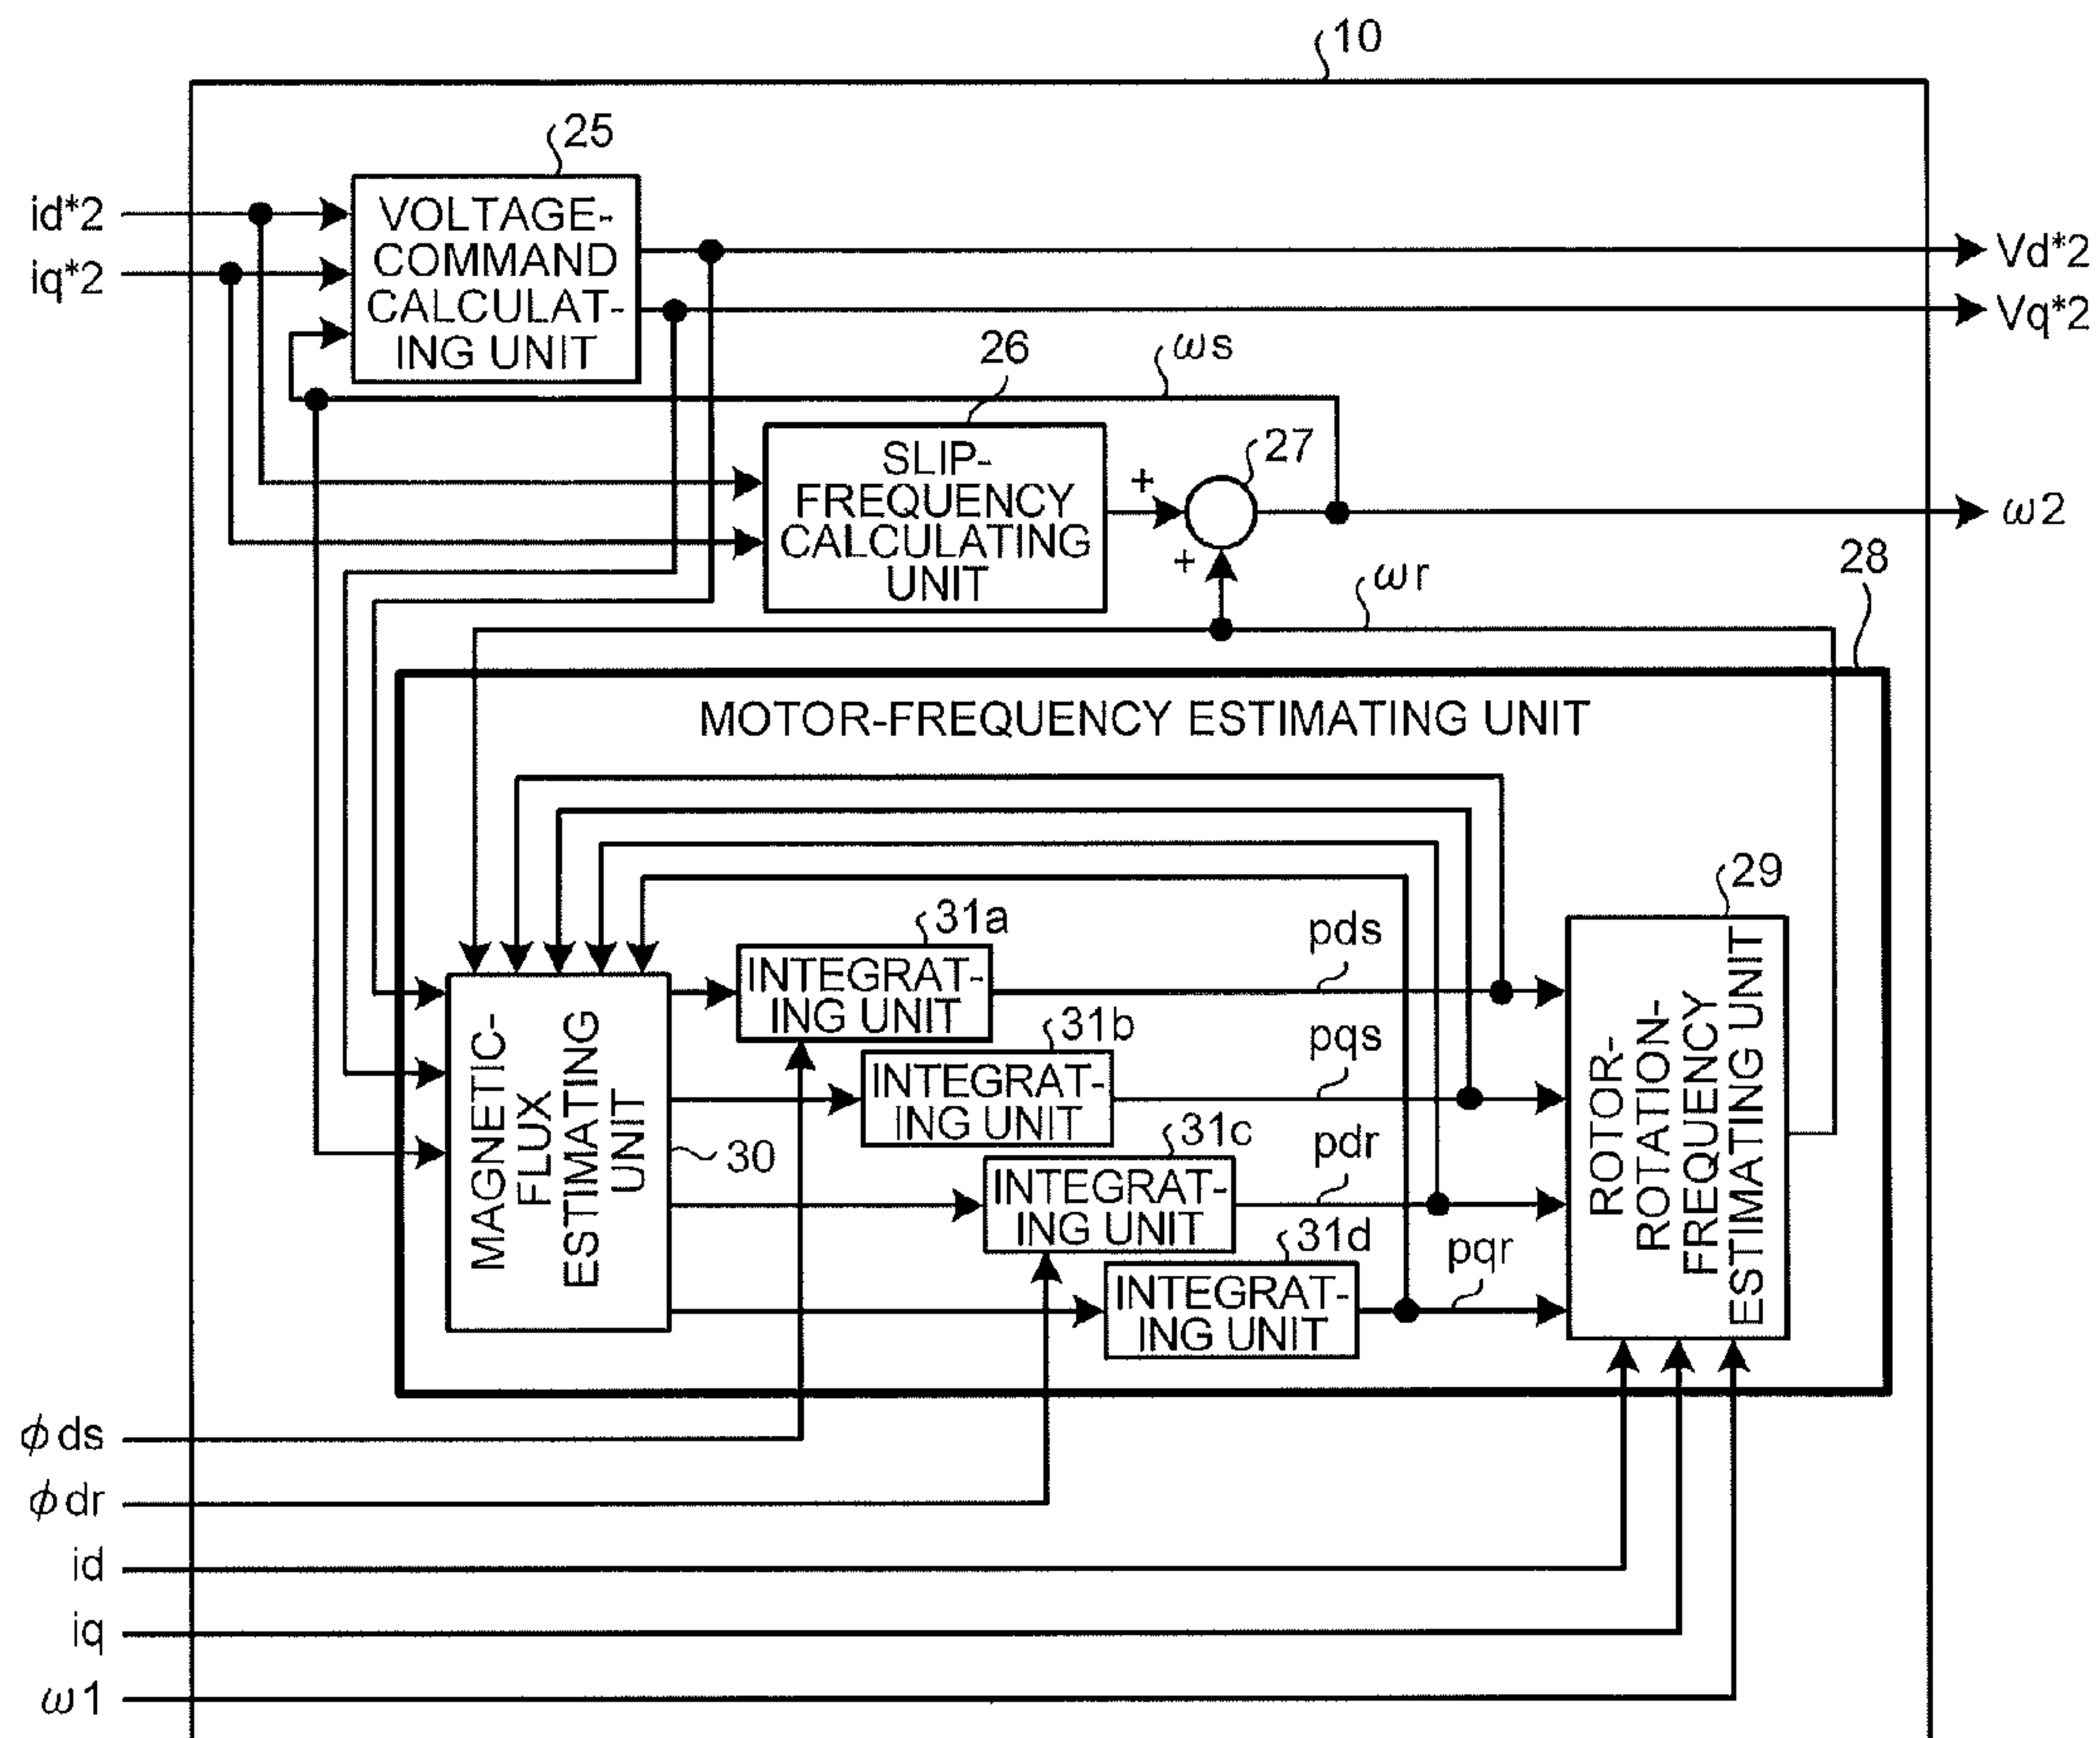 10
25
id*2
iq*2
VOLTAGE-
COMMAND
CALCULAT-
ING UNIT
Vd*2
Vq*2
26
ωs
SLIP-
FREQUENCY
CALCULATING
UNIT
+
+
27
ω2
28
ωr
MOTOR-FREQUENCY ESTIMATING UNIT
29
31a
INTEGRAT-
ING UNIT
pds
31b
INTEGRAT-
ING UNIT
pqs
31c
INTEGRAT-
ING UNIT
pdr
31d
INTEGRAT-
ING UNIT
pqr
MAGNETIC-
FLUX
ESTIMATING
UNIT
30
ROTOR-
ROTATION-
FREQUENCY
ESTIMATING UNIT
ϕds
ϕdr
id
iq
ω1